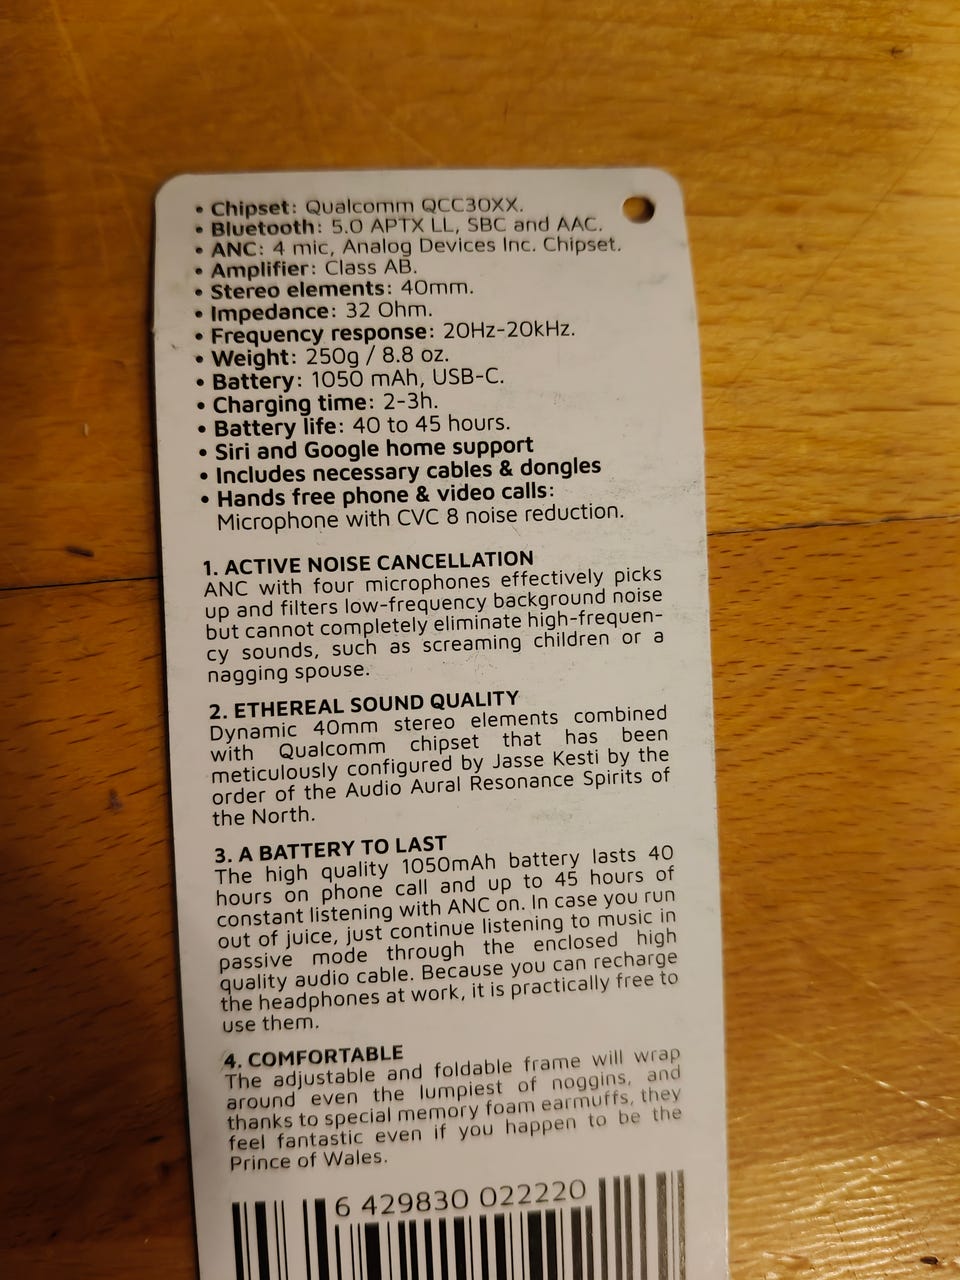 • Chipset: Qualcomm QCC30XX.
• Bluetooth: 5.0 APTX LL, SBC and AAC.
• ANC: 4 mic, Analog Devices Inc. Chipset.
• Amplifier: Class AB.
• Stereo elements: 40mm.
• Impedance: 32 Ohm.
• Frequency response: 20Hz-20kHz.
• Weight: 250g / 8.8 oz.
• Battery: 1050 mAh, USB-C.
• Charging time: 2-3h.
• Battery life: 40 to 45 hours.
• Siri and Google home support
• Includes necessary cables & dongles
• Hands free phone & video calls:
Microphone with CVC 8 noise reduction.
1. ACTIVE NOISE CANCELLATION
ANC with four microphones effectively picks
up and filters low-frequency background noise
but cannot completely eliminate high-frequen-
cy sounds, such as screaming children or a
nagging spouse.
2. ETHEREAL SOUND QUALITY
Dynamic 40mm stereo elements combined
with Qualcomm chipset that has been
meticulously configured by Jasse Kesti by the
order of the Audio Aural Resonance Spirits of
the North.
3. A BATTERY TO LAST
The high quality 1050mAh battery lasts 40
hours on phone call and up to 45 hours of
constant listening with ANC on. In case you run
out of juice, just continue listening to music in
passive mode through the enclosed high
quality audio cable. Because you can recharge
the headphones at work, it is practically free to
use them.
4. COMFORTABLE
The adjustable and foldable frame will wrap
around even the lumpiest of noggins, and
thanks to special memory foam earmuffs, they
feel fantastic even if you happen to be the
Prince of Wales.
6 429830 022220